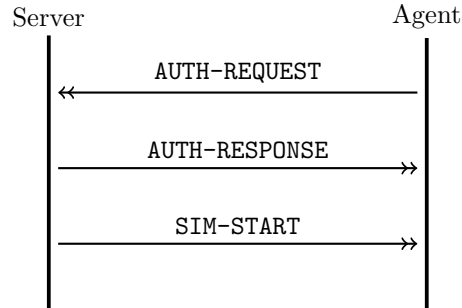 Server
Agent
AUTH-REQUEST
AUTH-RESPONSE
SIM-START